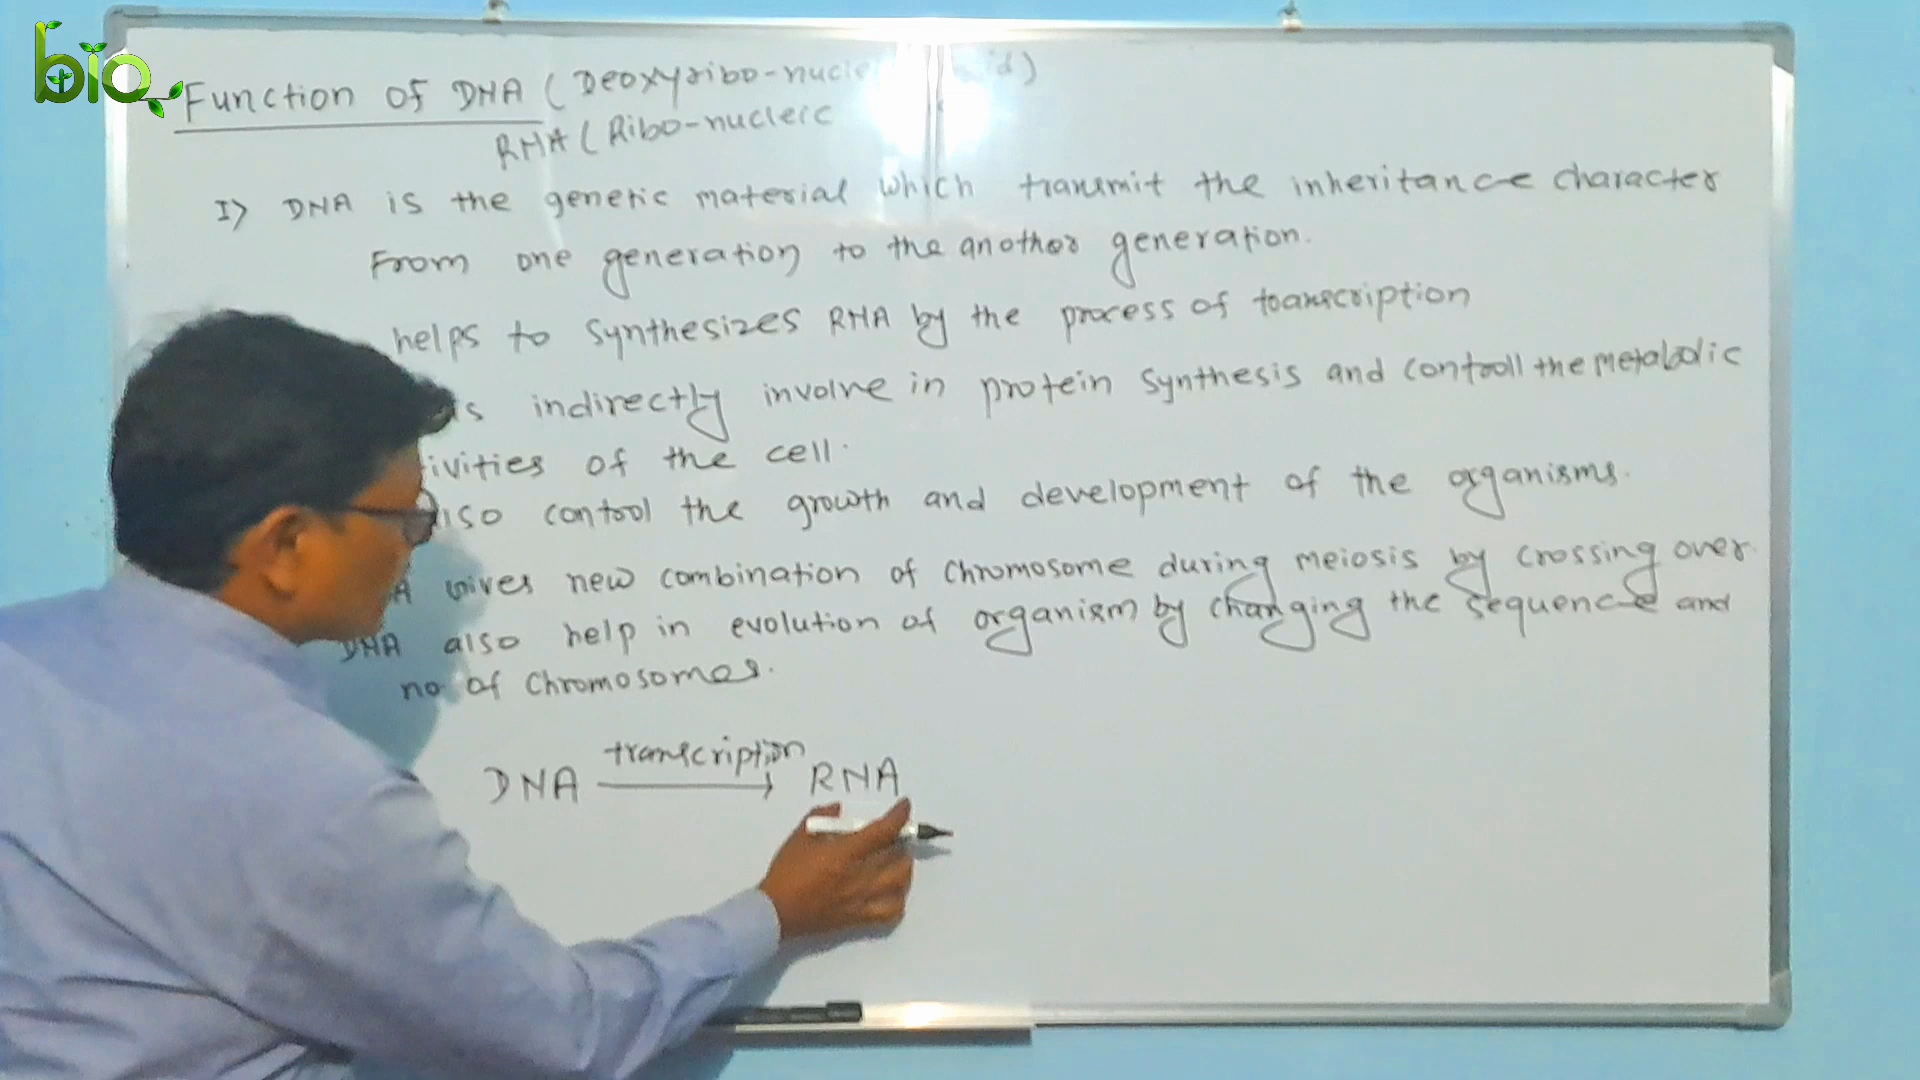 bio
Function of DNA (Deoxyribo-nucle id)
RNA (Ribo-nucleic
I) DNA is the genetic material which transmit the inheritance character
From one generation to the another generation.
helps to synthesizes RNA by the process of transcription
is indirectly involve in protein synthesis and controll the metabolic
ivities of the cell.
also control the growth and development of the organisms.
A Gives new combination of chromosome during meiosis by crossing over
DNA also help in evolution of organism by changing the sequence and
no. of chromosomes.
DNA transcription RNA